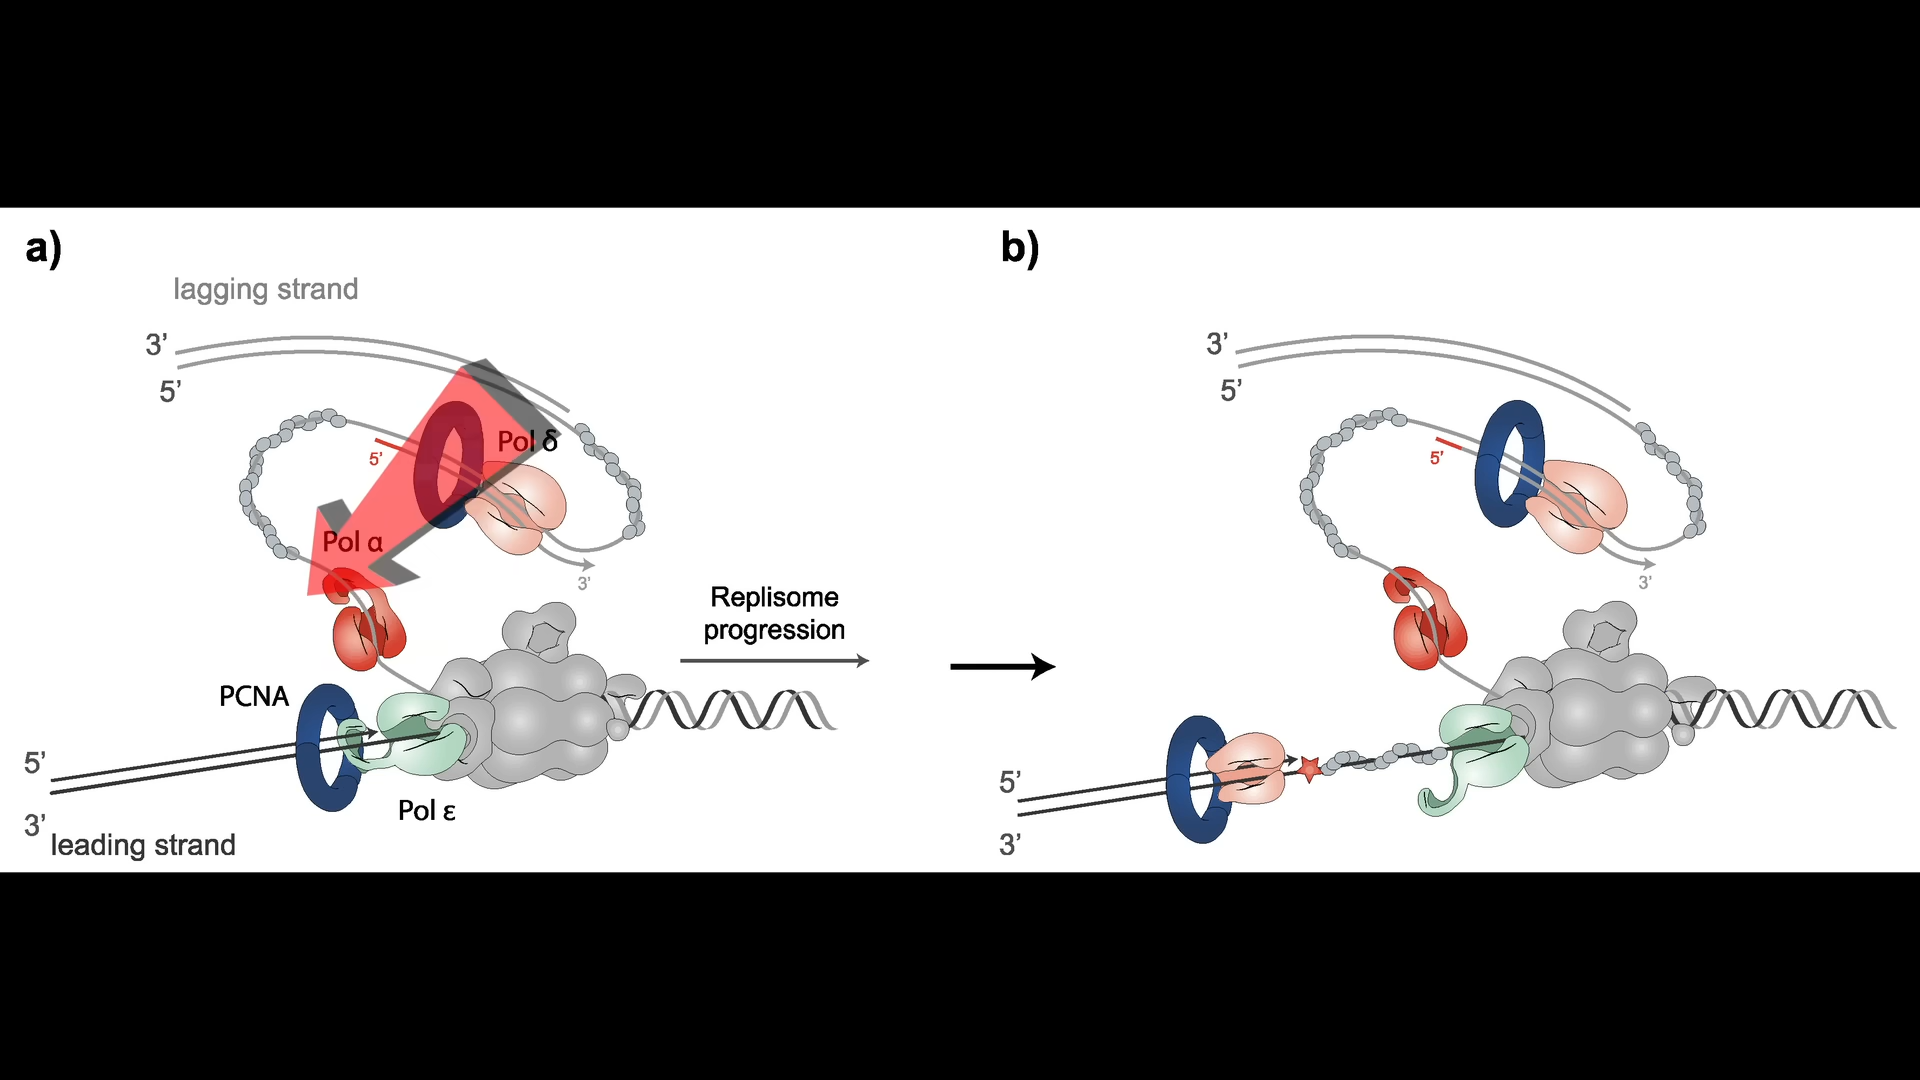 a)
lagging strand
3’
5’
5’
Pol δ
Pol α
3’
PCNA
5’
3’
Pol ε
leading strand
Replisome
progression
b)
3’
5’
5’
3’
5’
3’